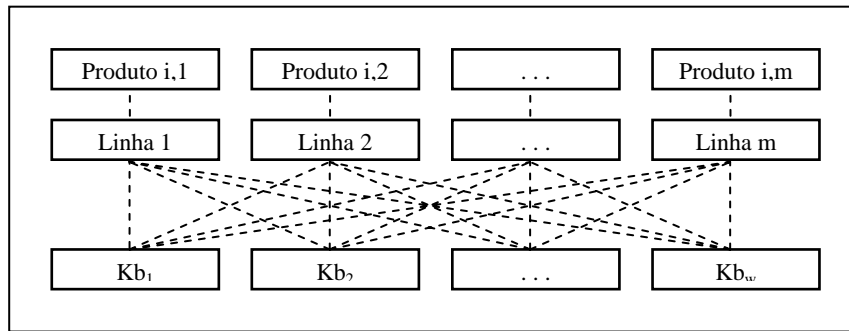 Produto i,1 Produto i,2 . . . Produto i,m
Linha 1 Linha 2 . . . Linha m
Kb₁ Kb₂ . . . Kbw